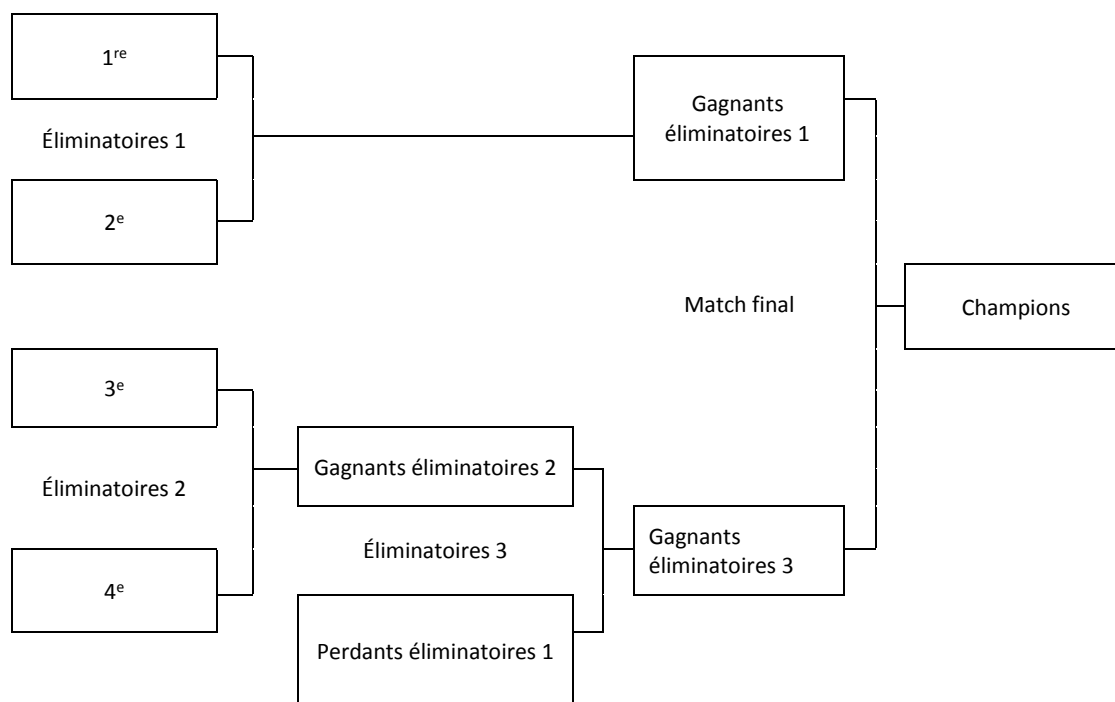 1re
Éliminatoires 1
2e
Gagnants
éliminatoires 1
Match final
Champions
3e
Éliminatoires 2
4e
Gagnants éliminatoires 2
Éliminatoires 3
Perdants éliminatoires 1
Gagnants
éliminatoires 3